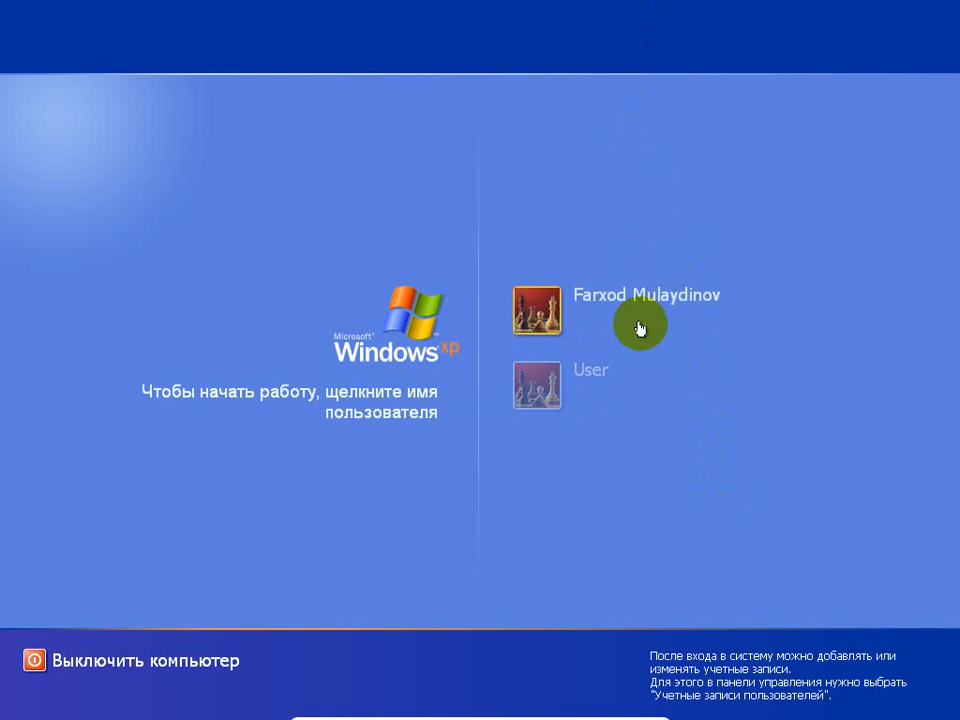 Microsoft
Windows xp
Чтобы начать работу, щелкните имя
пользователя
Farxod Mulaydinov
User
Выключить компьютер
После входа в систему можно добавлять или
изменять учетные записи.
Для этого в панели управления нужно выбрать
"Учетные записи пользователей".